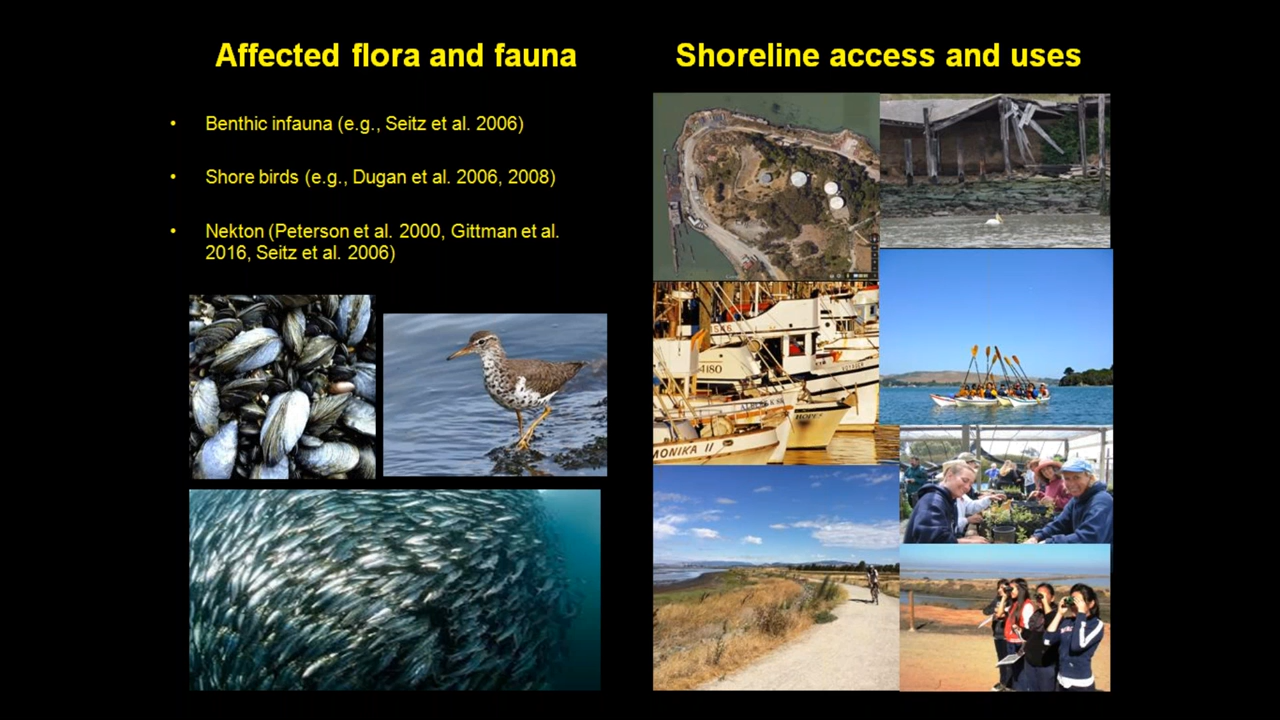 Affected flora and fauna
• Benthic infauna (e.g., Seitz et al. 2006)
• Shore birds (e.g., Dugan et al. 2006, 2008)
• Nekton (Peterson et al. 2000, Gittman et al.
2016, Seitz et al. 2006)
Shoreline access and uses
4180
HOPE
MONIKA II